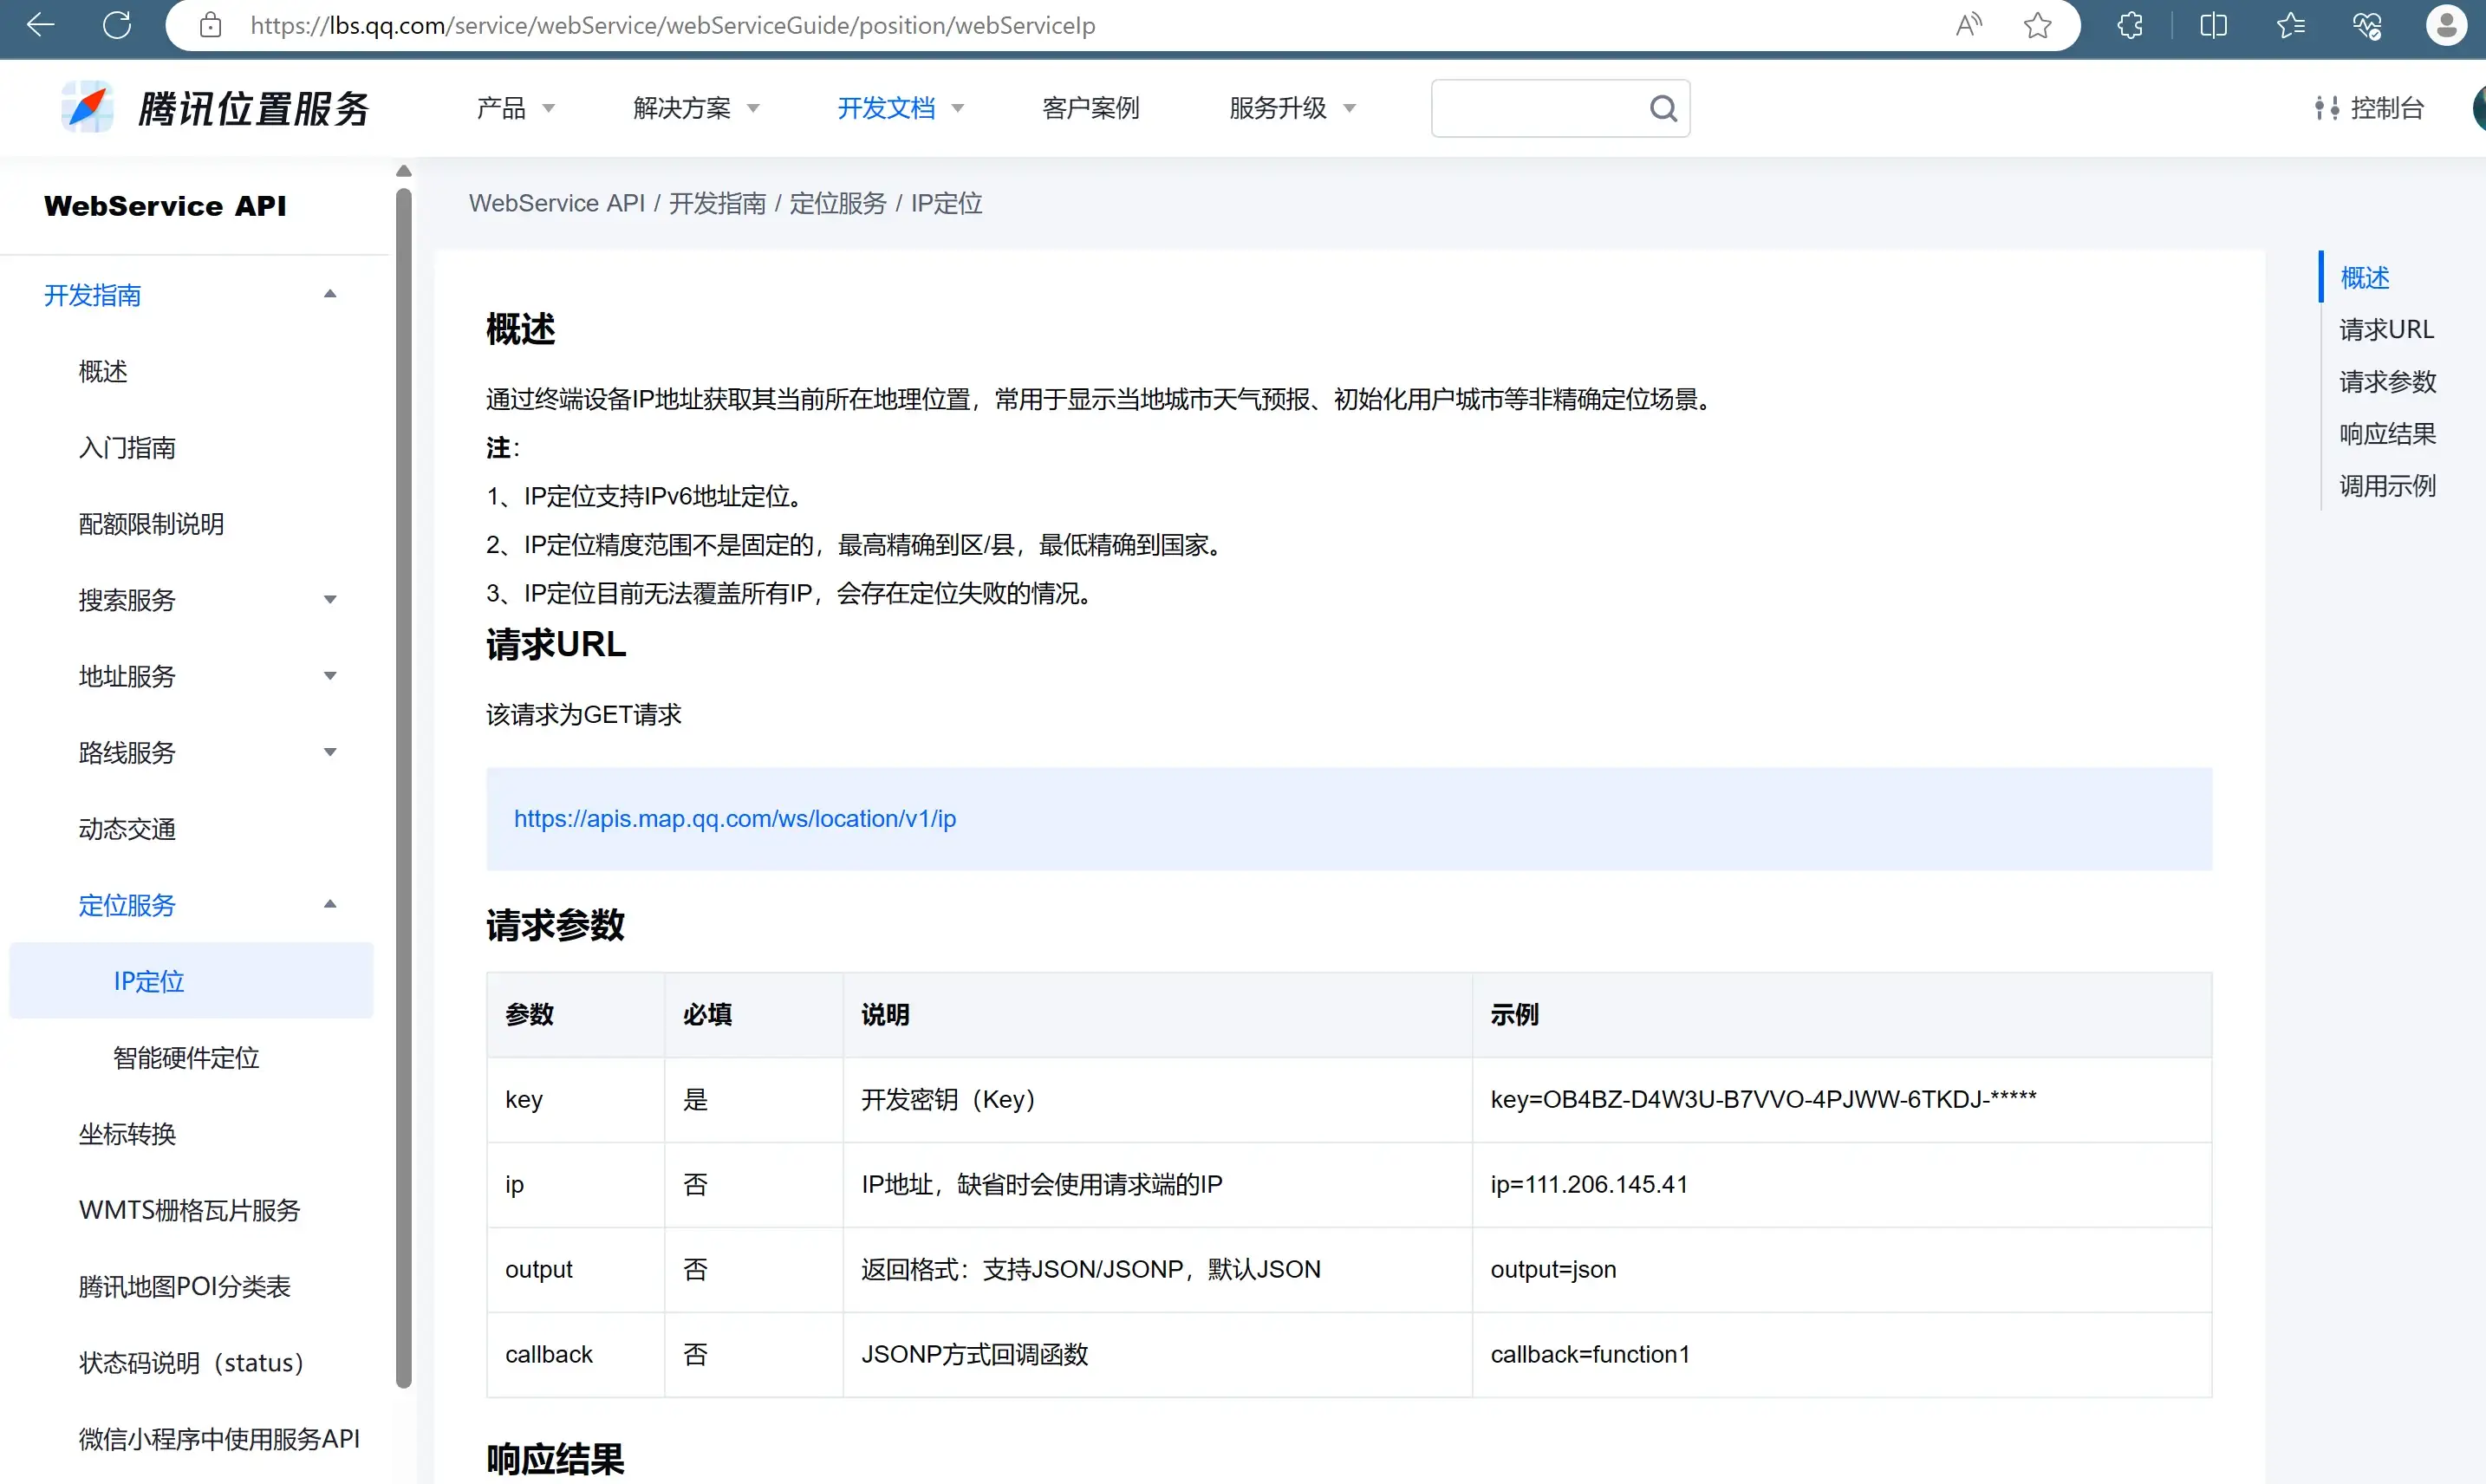 https://lbs.qq.com/service/webService/webServiceGuide/position/webServiceIp
腾讯位置服务
产品
解决方案
开发文档
客户案例
服务升级
控制台
WebService API
开发指南
概述
入门指南
配额限制说明
搜索服务
地址服务
路线服务
动态交通
定位服务
IP定位
智能硬件定位
坐标转换
WMTS栅格瓦片服务
腾讯地图POI分类表
状态码说明（status）
微信小程序中使用服务API
WebService API / 开发指南 / 定位服务 / IP定位
概述
通过终端设备IP地址获取其当前所在地理位置，常用于显示当地城市天气预报、初始化用户城市等非精确定位场景。
注：
1、IP定位支持IPv6地址定位。
2、IP定位精度范围不是固定的，最高精确到区/县，最低精确到国家。
3、IP定位目前无法覆盖所有IP，会存在定位失败的情况。
请求URL
该请求为GET请求
https://apis.map.qq.com/ws/location/v1/ip
请求参数
参数 必填 说明 示例
key 是 开发密钥（Key） key=OB4BZ-D4W3U-B7VVO-4PJWW-6TKDJ-*****
ip 否 IP地址，缺省时会使用请求端的IP ip=111.206.145.41
output 否 返回格式：支持JSON/JSONP，默认JSON output=json
callback 否 JSONP方式回调函数 callback=function1
响应结果
概述
请求URL
请求参数
响应结果
调用示例